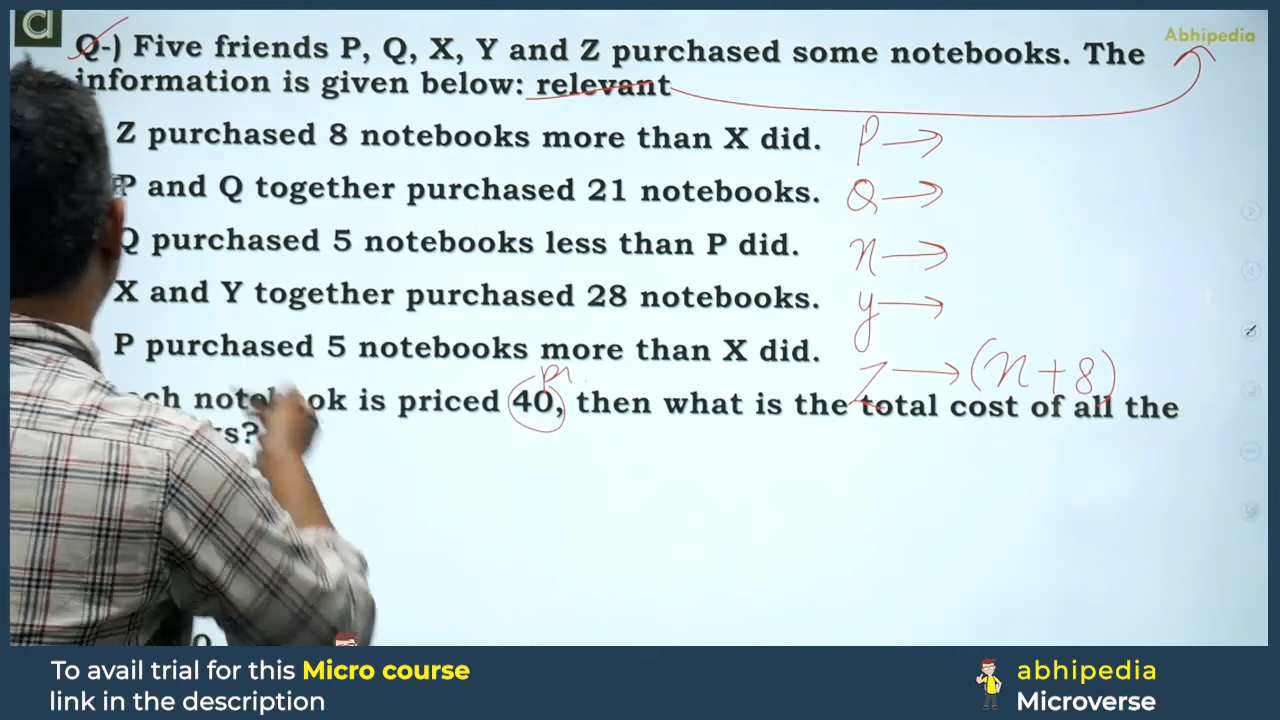 a
Abhipedia
Q-) Five friends P, Q, X, Y and Z purchased some notebooks. The
information is given below: relevant
Z purchased 8 notebooks more than X did. P →
P and Q together purchased 21 notebooks. Q →
Q purchased 5 notebooks less than P did. x →
X and Y together purchased 28 notebooks. y →
P purchased 5 notebooks more than X did. Z → (x+8)
notebook is priced 40, then what is the total cost of all the
To avail trial for this Micro course
link in the description
abhipedia
Microverse